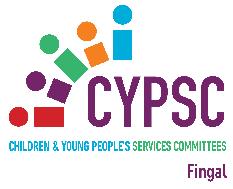 CYPSC
CHILDREN & YOUNG PEOPLE'S SERVICES COMMITTEES
Fingal